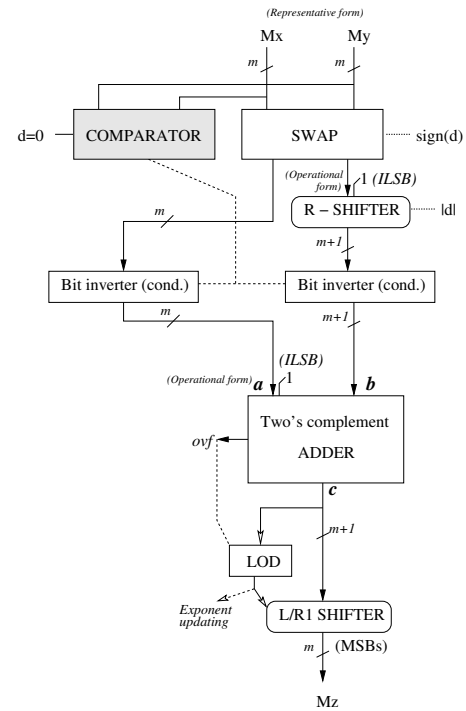 (Representative form)
Mx My
m m
d=0 COMPARATOR SWAP sign(d)
(Operational
form) 1 (ILSB)
R − SHIFTER |d|
m
m+1
Bit inverter (cond.) Bit inverter (cond.)
m m+1
(ILSB)
(Operational form) a 1 b
Two's complement
ADDER
ovf
c
m+1
LOD
Exponent
updating
L/R1 SHIFTER
m (MSBs)
Mz